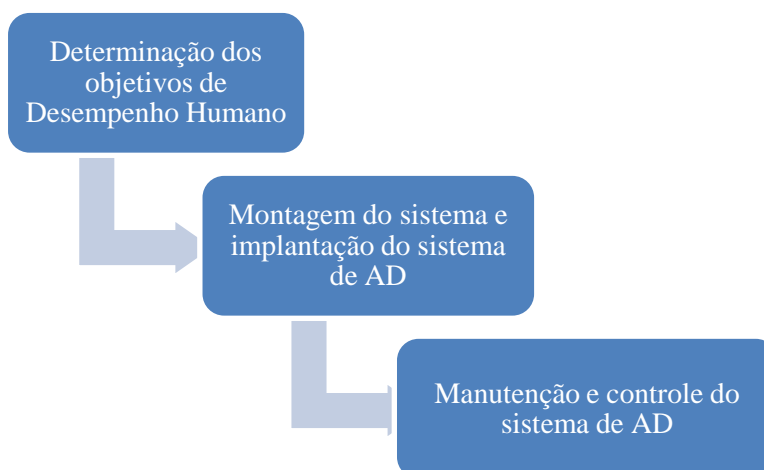 Determinação dos
objetivos de
Desempenho Humano
Montagem do sistema e
implantação do sistema
de AD
Manutenção e controle do
sistema de AD